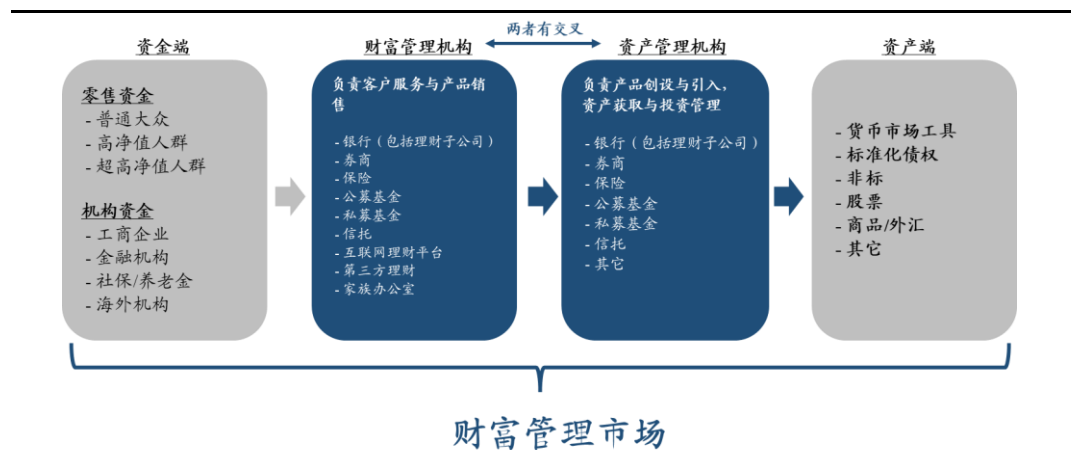 两者有交叉
资金端
零售资金
- 普通大众
- 高净值人群
- 超高净值人群
机构资金
- 工商企业
- 金融机构
- 社保/养老金
- 海外机构
财富管理机构
负责客户服务与产品销
售
- 银行（包括理财子公司）
- 券商
- 保险
- 公募基金
- 私募基金
- 信托
- 互联网理财平台
- 第三方理财
- 家族办公室
资产管理机构
负责产品创设与引入，
资产获取与投资管理
- 银行（包括理财子公司）
- 券商
- 保险
- 公募基金
- 私募基金
- 信托
- 其它
资产端
- 货币市场工具
- 标准化债权
- 非标
- 股票
- 商品/外汇
- 其它
财富管理市场